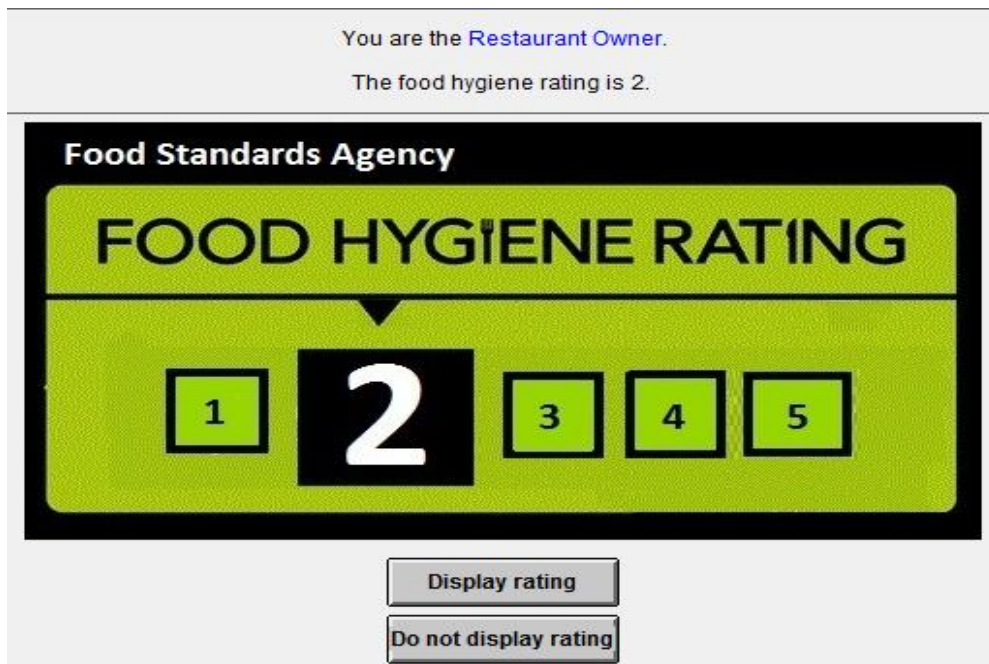 You are the Restaurant Owner.
The food hygiene rating is 2.
Food Standards Agency
FOOD HYGIENE RATING
1 2 3 4 5
Display rating
Do not display rating